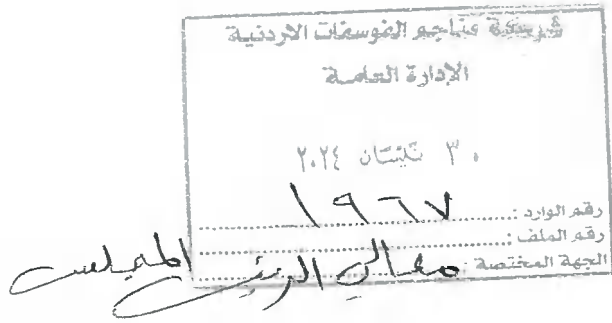 شركة مناجم الفوسفات الاردنية
الإدارة العامة
٣٠ نيسان ٢٠٢٤
رقم الوارد : ١٩٦٧
رقم الملف :
الجهة المختصة : معالي الرئيس